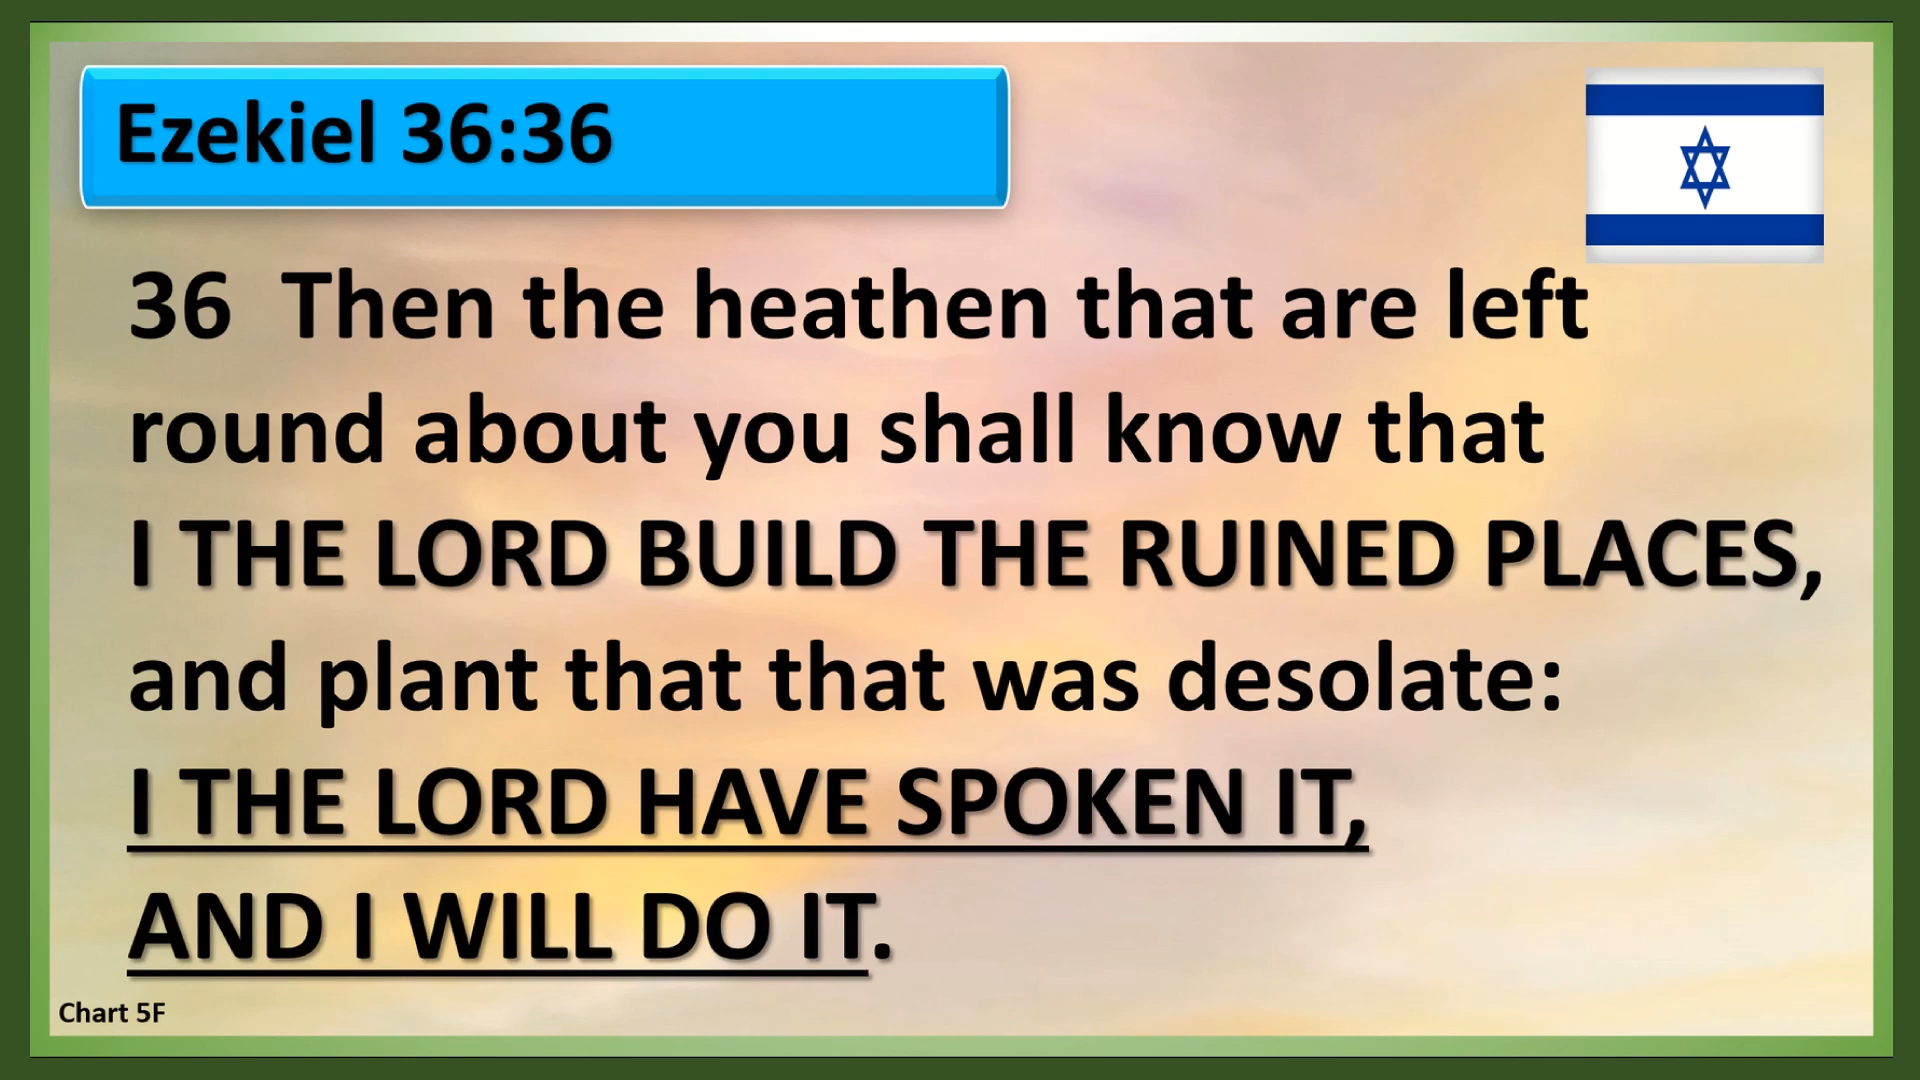 Ezekiel 36:36
36 Then the heathen that are left
round about you shall know that
I THE LORD BUILD THE RUINED PLACES,
and plant that that was desolate:
I THE LORD HAVE SPOKEN IT,
AND I WILL DO IT.
Chart 5F